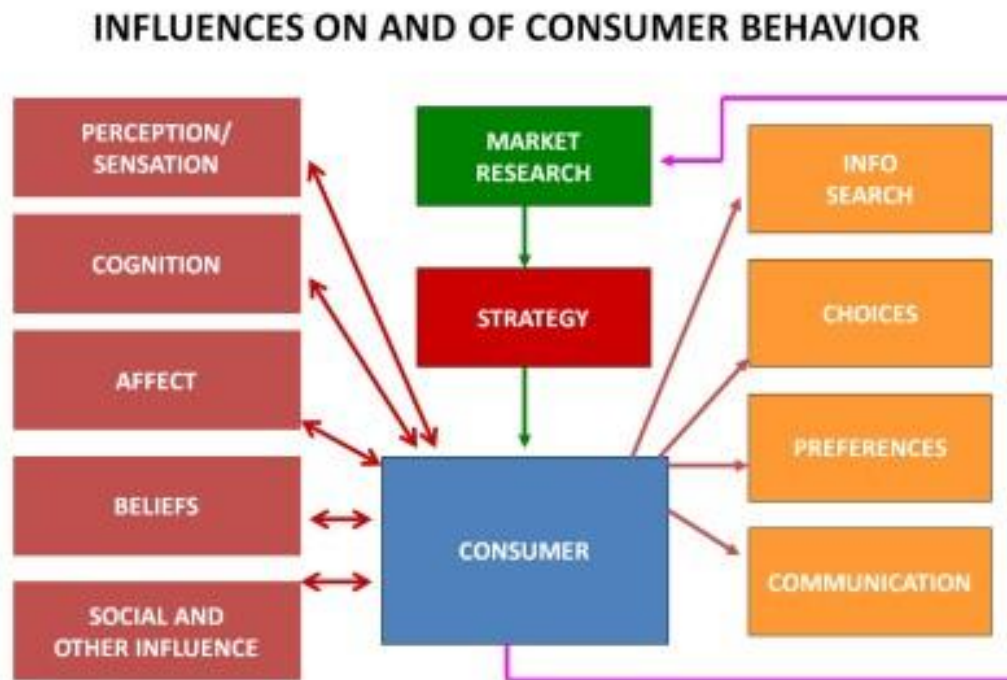 INFLUENCES ON AND OF CONSUMER BEHAVIOR
PERCEPTION/
SENSATION
COGNITION
AFFECT
BELIEFS
SOCIAL AND
OTHER INFLUENCE
MARKET
RESEARCH
STRATEGY
CONSUMER
INFO
SEARCH
CHOICES
PREFERENCES
COMMUNICATION